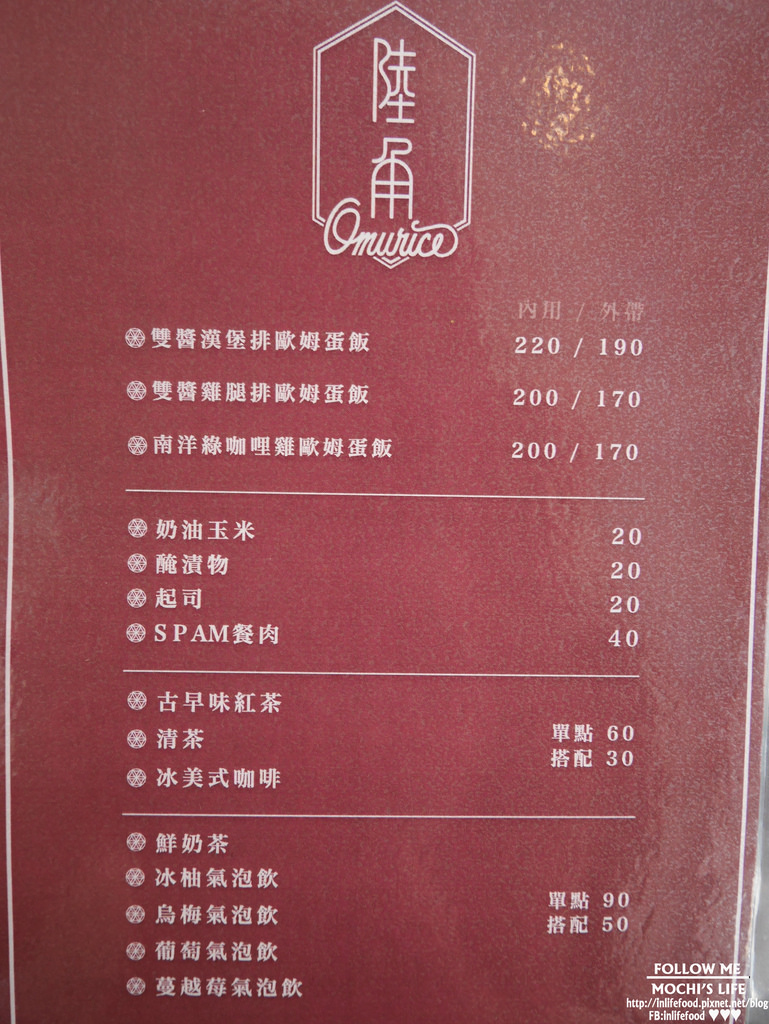 陸角
Omurice
內用 / 外帶
雙醬漢堡排歐姆蛋飯 220 / 190
雙醬雞腿排歐姆蛋飯 200 / 170
南洋綠咖哩雞歐姆蛋飯 200 / 170
奶油玉米 20
醃漬物 20
起司 20
SPAM餐肉 40
古早味紅茶
清茶
冰美式咖啡
單點 60
搭配 30
鮮奶茶
冰柚氣泡飲
烏梅氣泡飲
葡萄氣泡飲
蔓越莓氣泡飲
單點 90
搭配 50
FOLLOW ME
MOCHI'S LIFE
http://lnlifefood.pixnet.net/blog
FB:lnlifefood ♥♥♥